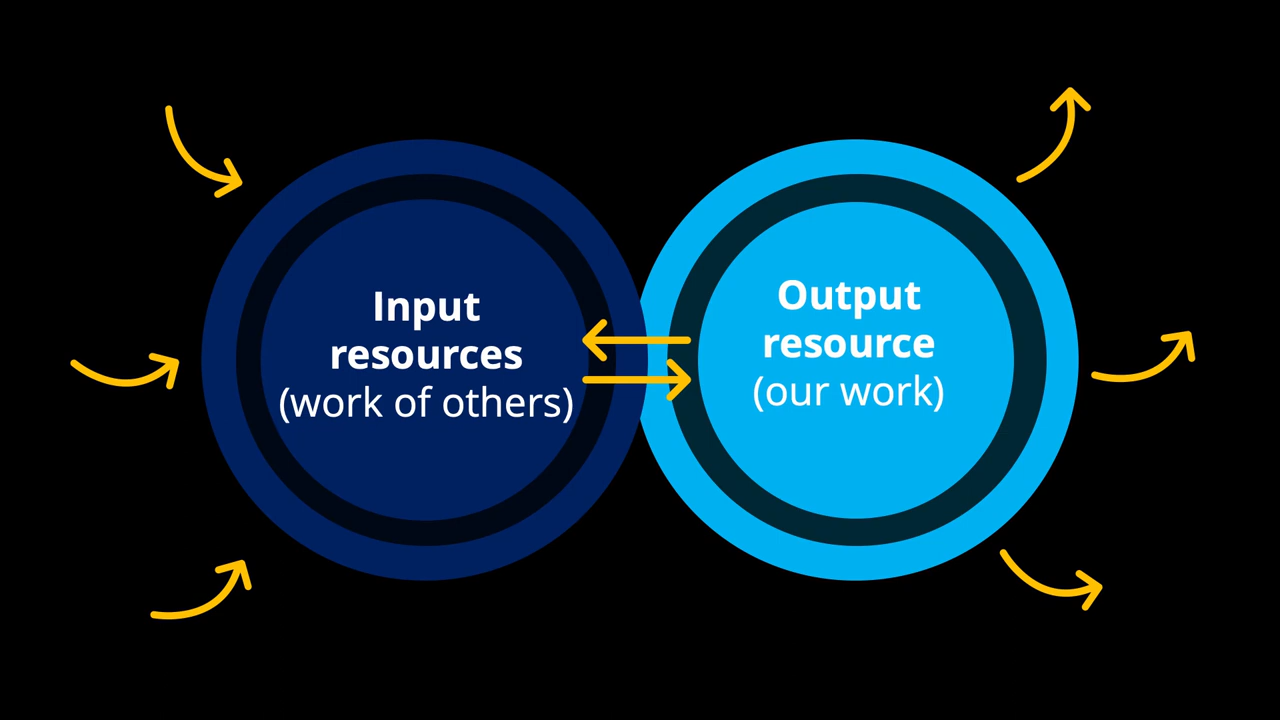 Input
resources
(work of others)
Output
resource
(our work)